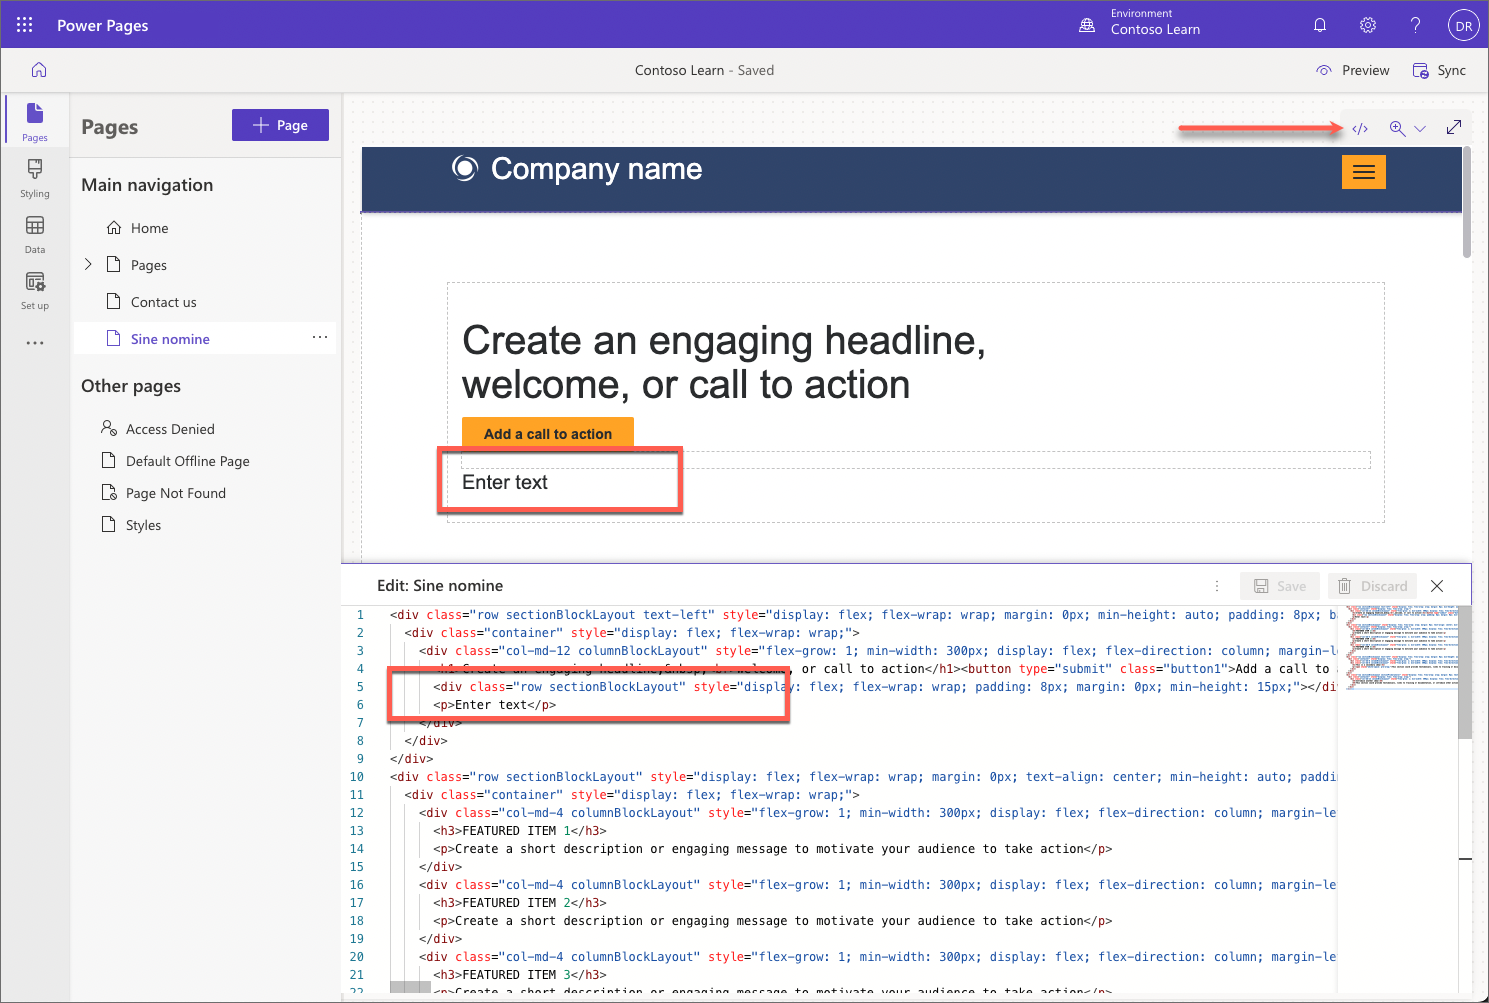 Power Pages
Environment
Contoso Learn
?
DR
Contoso Learn - Saved
Preview
Sync
Pages
Styling
Data
Set up
Pages
Page
Main navigation
Home
Pages
Contact us
Sine nomine
Other pages
Access Denied
Default Offline Page
Page Not Found
Styles
</>
Company name
Create an engaging headline,
welcome, or call to action
Add a call to action
Enter text
Edit: Sine nomine
Save
Discard
1 <div class="row sectionBlockLayout text-left" style="display: flex; flex-wrap: wrap; margin: 0px; min-height: auto; padding: 8px; ba
2 <div class="container" style="display: flex; flex-wrap: wrap;">
3 <div class="col-md-12 columnBlockLayout" style="flex-grow: 1; min-width: 300px; display: flex; flex-direction: column; margin-l
4 or call to action</h1><button type="submit" class="button1">Add a call to
5 <div class="row sectionBlockLayout" style="display: flex; flex-wrap: wrap; padding: 8px; margin: 0px; min-height: 15px;"></di
6 <p>Enter text</p>
7 </div>
8 </div>
9 </div>
10 <div class="row sectionBlockLayout" style="display: flex; flex-wrap: wrap; margin: 0px; text-align: center; min-height: auto; paddi
11 <div class="container" style="display: flex; flex-wrap: wrap;">
12 <div class="col-md-4 columnBlockLayout" style="flex-grow: 1; min-width: 300px; display: flex; flex-direction: column; margin-le
13 <h3>FEATURED ITEM 1</h3>
14 <p>Create a short description or engaging message to motivate your audience to take action</p>
15 </div>
16 <div class="col-md-4 columnBlockLayout" style="flex-grow: 1; min-width: 300px; display: flex; flex-direction: column; margin-le
17 <h3>FEATURED ITEM 2</h3>
18 <p>Create a short description or engaging message to motivate your audience to take action</p>
19 </div>
20 <div class="col-md-4 columnBlockLayout" style="flex-grow: 1; min-width: 300px; display: flex; flex-direction: column; margin-le
21 <h3>FEATURED ITEM 3</h3>
22 <p>Create a short description or engaging message to motivate your audience to take action</p>